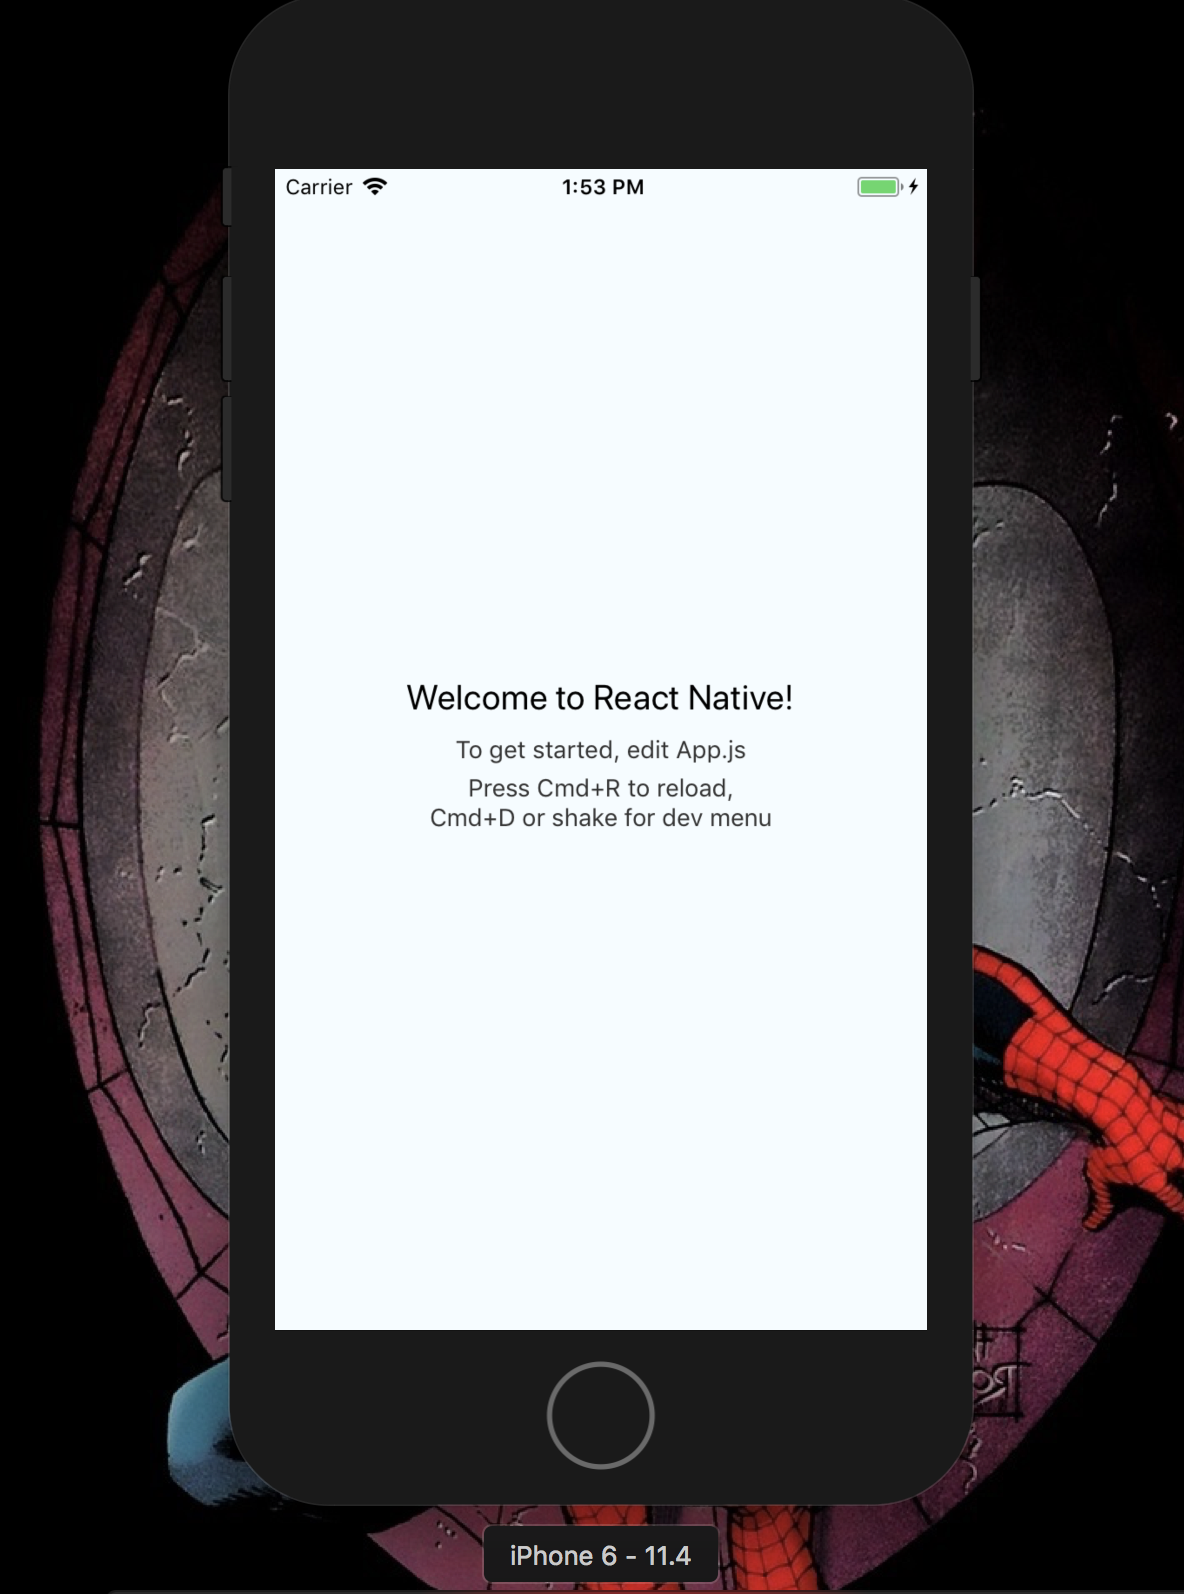 Carrier
1:53 PM
Welcome to React Native!
To get started, edit App.js
Press Cmd+R to reload,
Cmd+D or shake for dev menu
iPhone 6 - 11.4